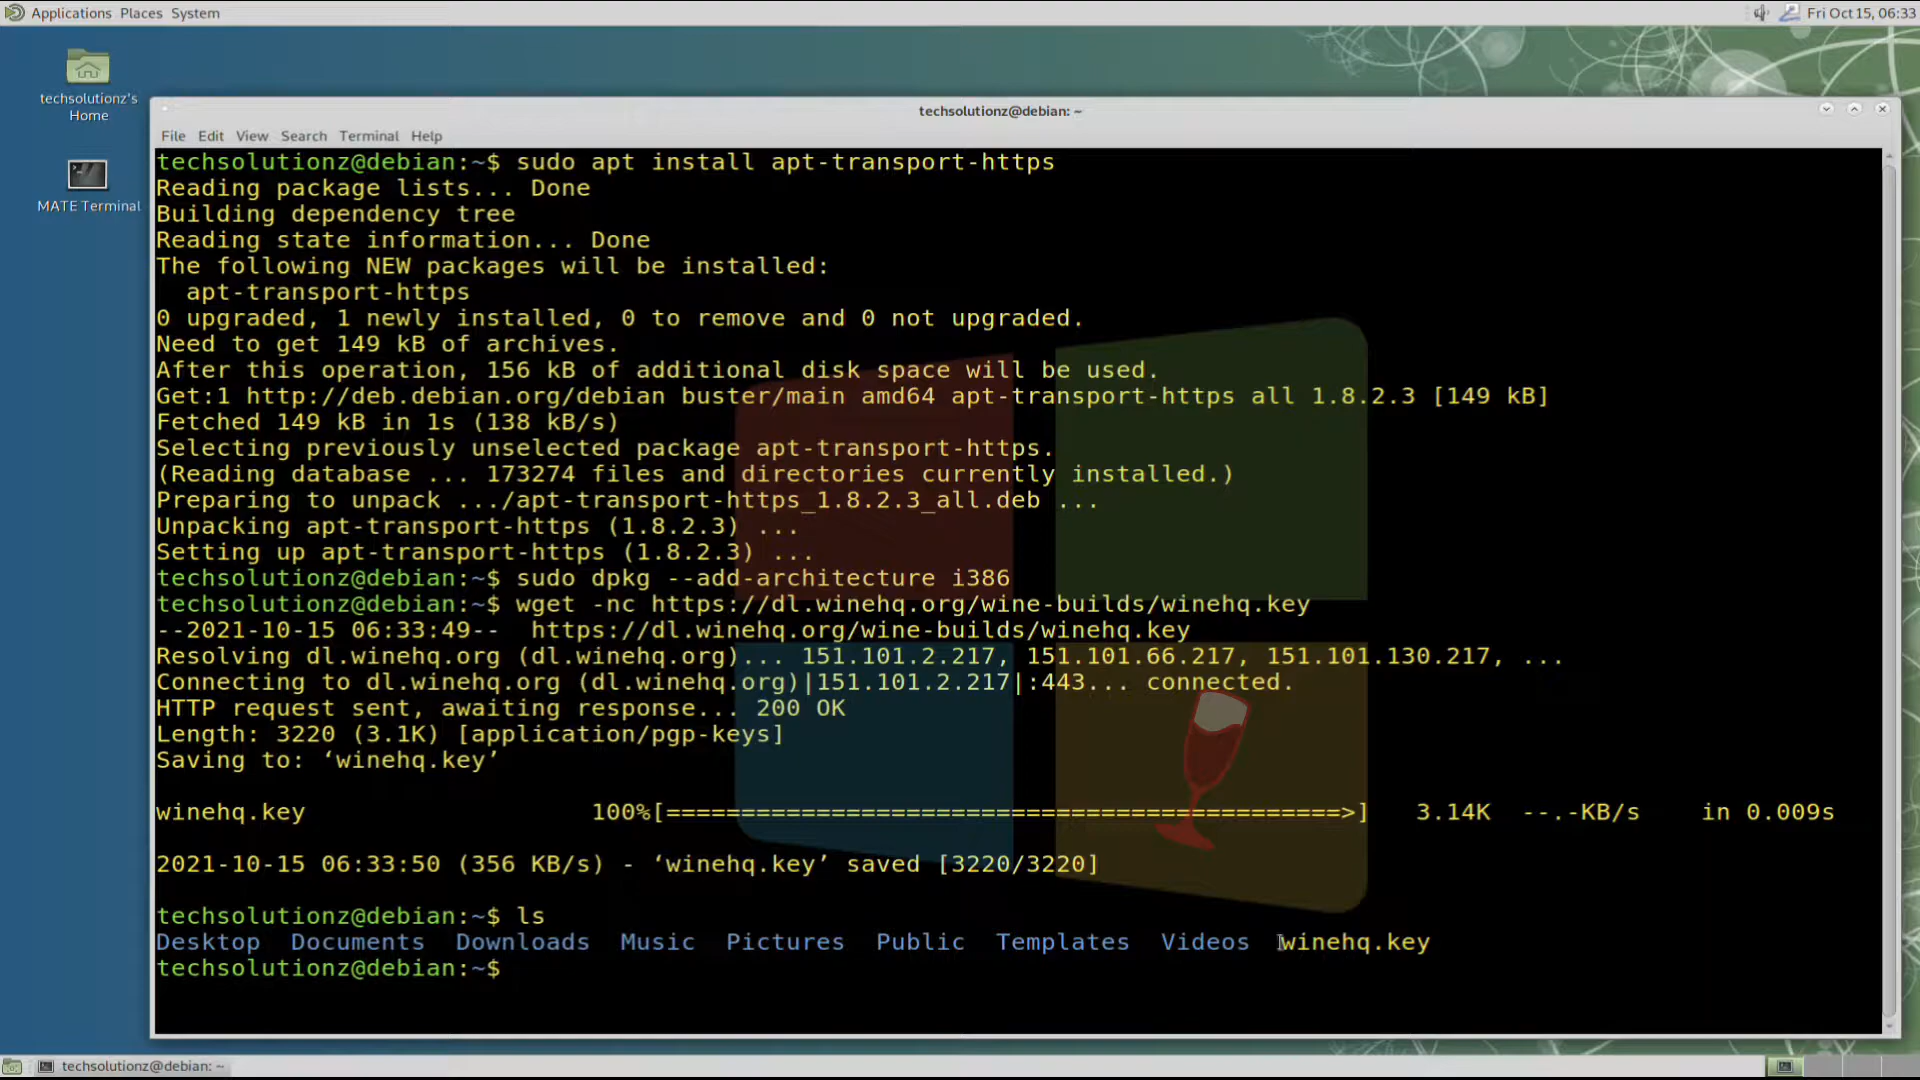 Applications Places System
Fri Oct 15, 06:33
techsolutionz's
Home
MATE Terminal
techsolutionz@debian: ~
File Edit View Search Terminal Help
techsolutionz@debian:~$ sudo apt install apt-transport-https
Reading package lists... Done
Building dependency tree
Reading state information... Done
The following NEW packages will be installed:
  apt-transport-https
0 upgraded, 1 newly installed, 0 to remove and 0 not upgraded.
Need to get 149 kB of archives.
After this operation, 156 kB of additional disk space will be used.
Get:1 http://deb.debian.org/debian buster/main amd64 apt-transport-https all 1.8.2.3 [149 kB]
Fetched 149 kB in 1s (138 kB/s)
Selecting previously unselected package apt-transport-https.
(Reading database ... 173274 files and directories currently installed.)
Preparing to unpack .../apt-transport-https_1.8.2.3_all.deb ...
Unpacking apt-transport-https (1.8.2.3) ...
Setting up apt-transport-https (1.8.2.3) ...
techsolutionz@debian:~$ sudo dpkg --add-architecture i386
techsolutionz@debian:~$ wget -nc https://dl.winehq.org/wine-builds/winehq.key
--2021-10-15 06:33:49--  https://dl.winehq.org/wine-builds/winehq.key
Resolving dl.winehq.org (dl.winehq.org)... 151.101.2.217, 151.101.66.217, 151.101.130.217, ...
Connecting to dl.winehq.org (dl.winehq.org)|151.101.2.217|:443... connected.
HTTP request sent, awaiting response... 200 OK
Length: 3220 (3.1K) [application/pgp-keys]
Saving to: ‘winehq.key’
winehq.key 100%[=============================================>] 3.14K --.-KB/s in 0.009s
2021-10-15 06:33:50 (356 KB/s) - ‘winehq.key’ saved [3220/3220]
techsolutionz@debian:~$ ls
Desktop Documents Downloads Music Pictures Public Templates Videos winehq.key
techsolutionz@debian:~$
techsolutionz@debian: ~